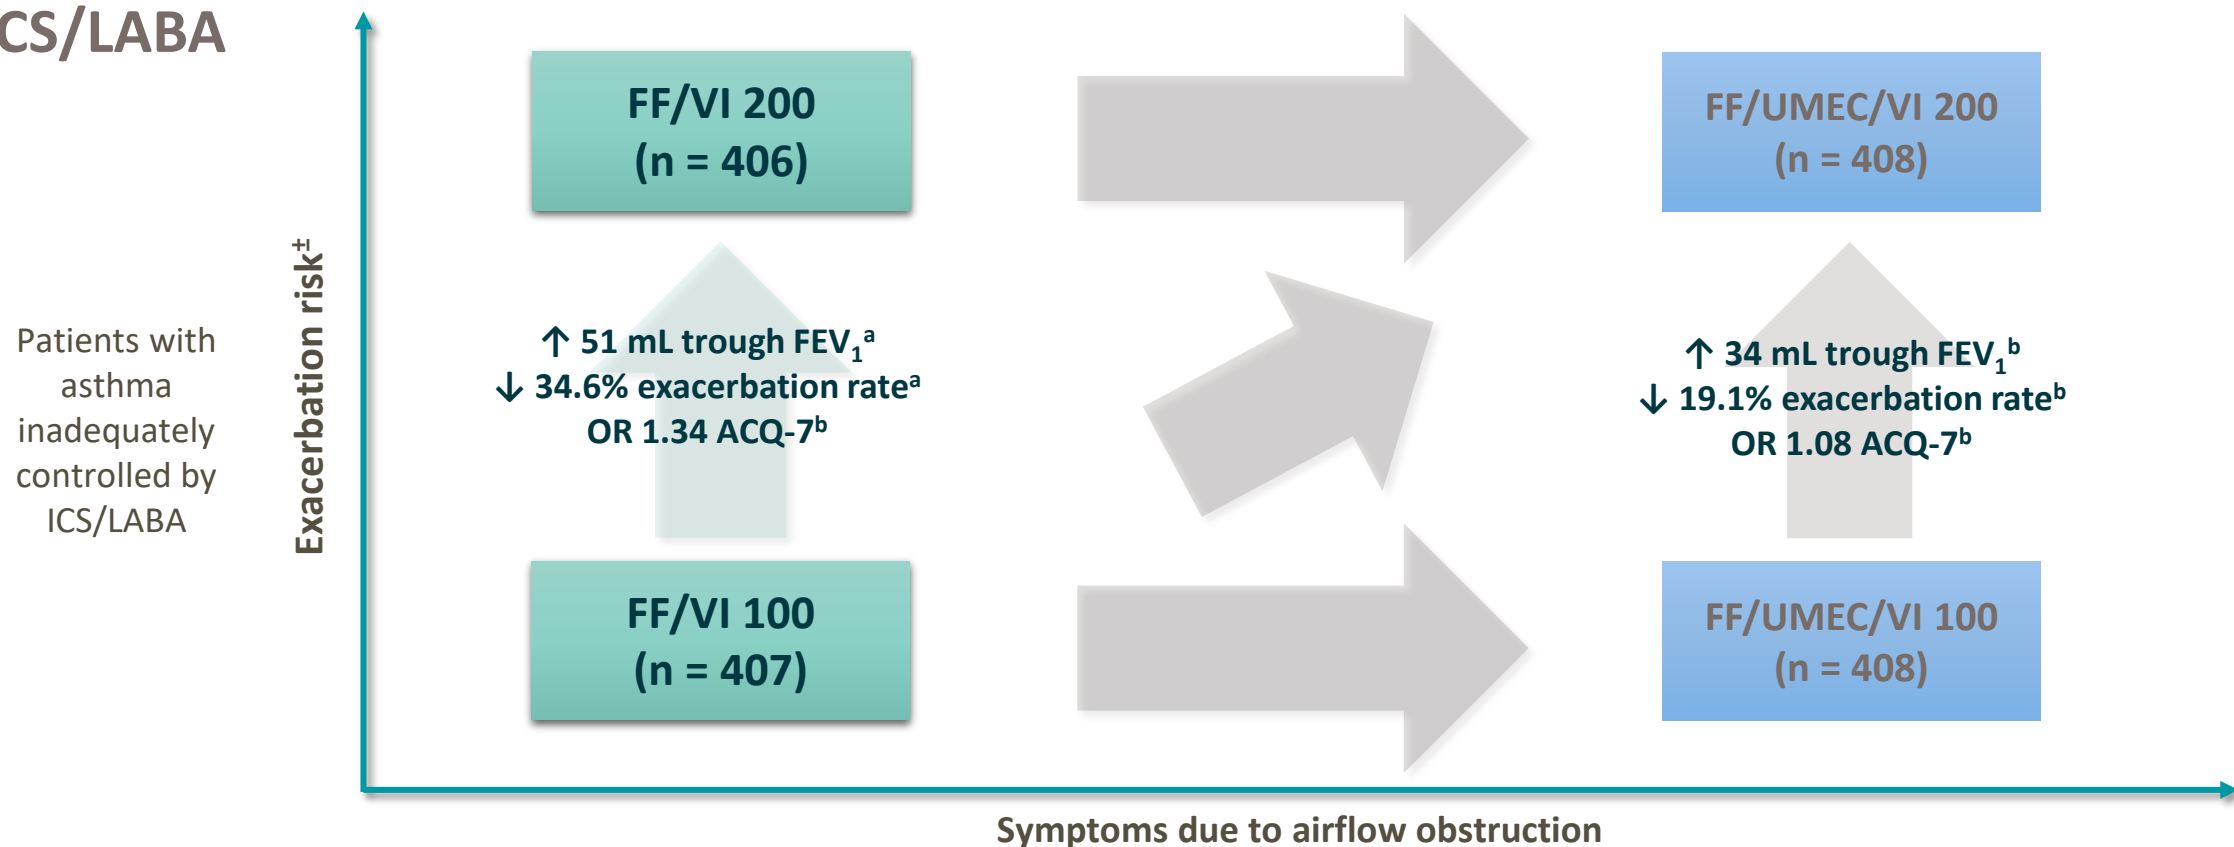 CS/LABA
FF/VI 200
(n = 406)
FF/UMEC/VI 200
(n = 408)
Exacerbation risk±
Patients with
asthma
inadequately
controlled by
ICS/LABA
↑ 51 mL trough FEV₁ᵃ
↓ 34.6% exacerbation rateᵃ
OR 1.34 ACQ-7ᵇ
↑ 34 mL trough FEV₁ᵇ
↓ 19.1% exacerbation rateᵇ
OR 1.08 ACQ-7ᵇ
FF/VI 100
(n = 407)
FF/UMEC/VI 100
(n = 408)
Symptoms due to airflow obstruction